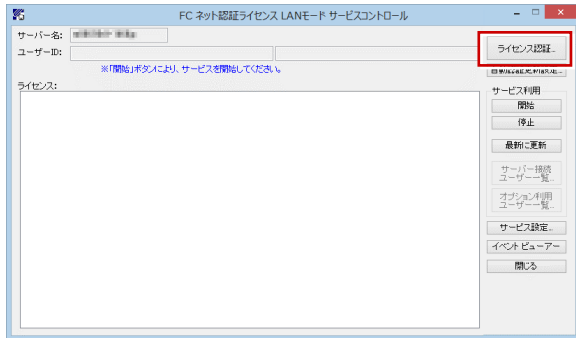 FC ネット認証ライセンス LANモード サービスコントロール
サーバー名:
ユーザーID:
ライセンス認証...
※「開始」ボタンにより、サービスを開始してください。
ライセンス:
サービス利用
開始
停止
最新に更新
サーバー接続
ユーザー一覧...
オプション利用
ユーザー一覧...
サービス設定...
イベント ビューアー
閉じる